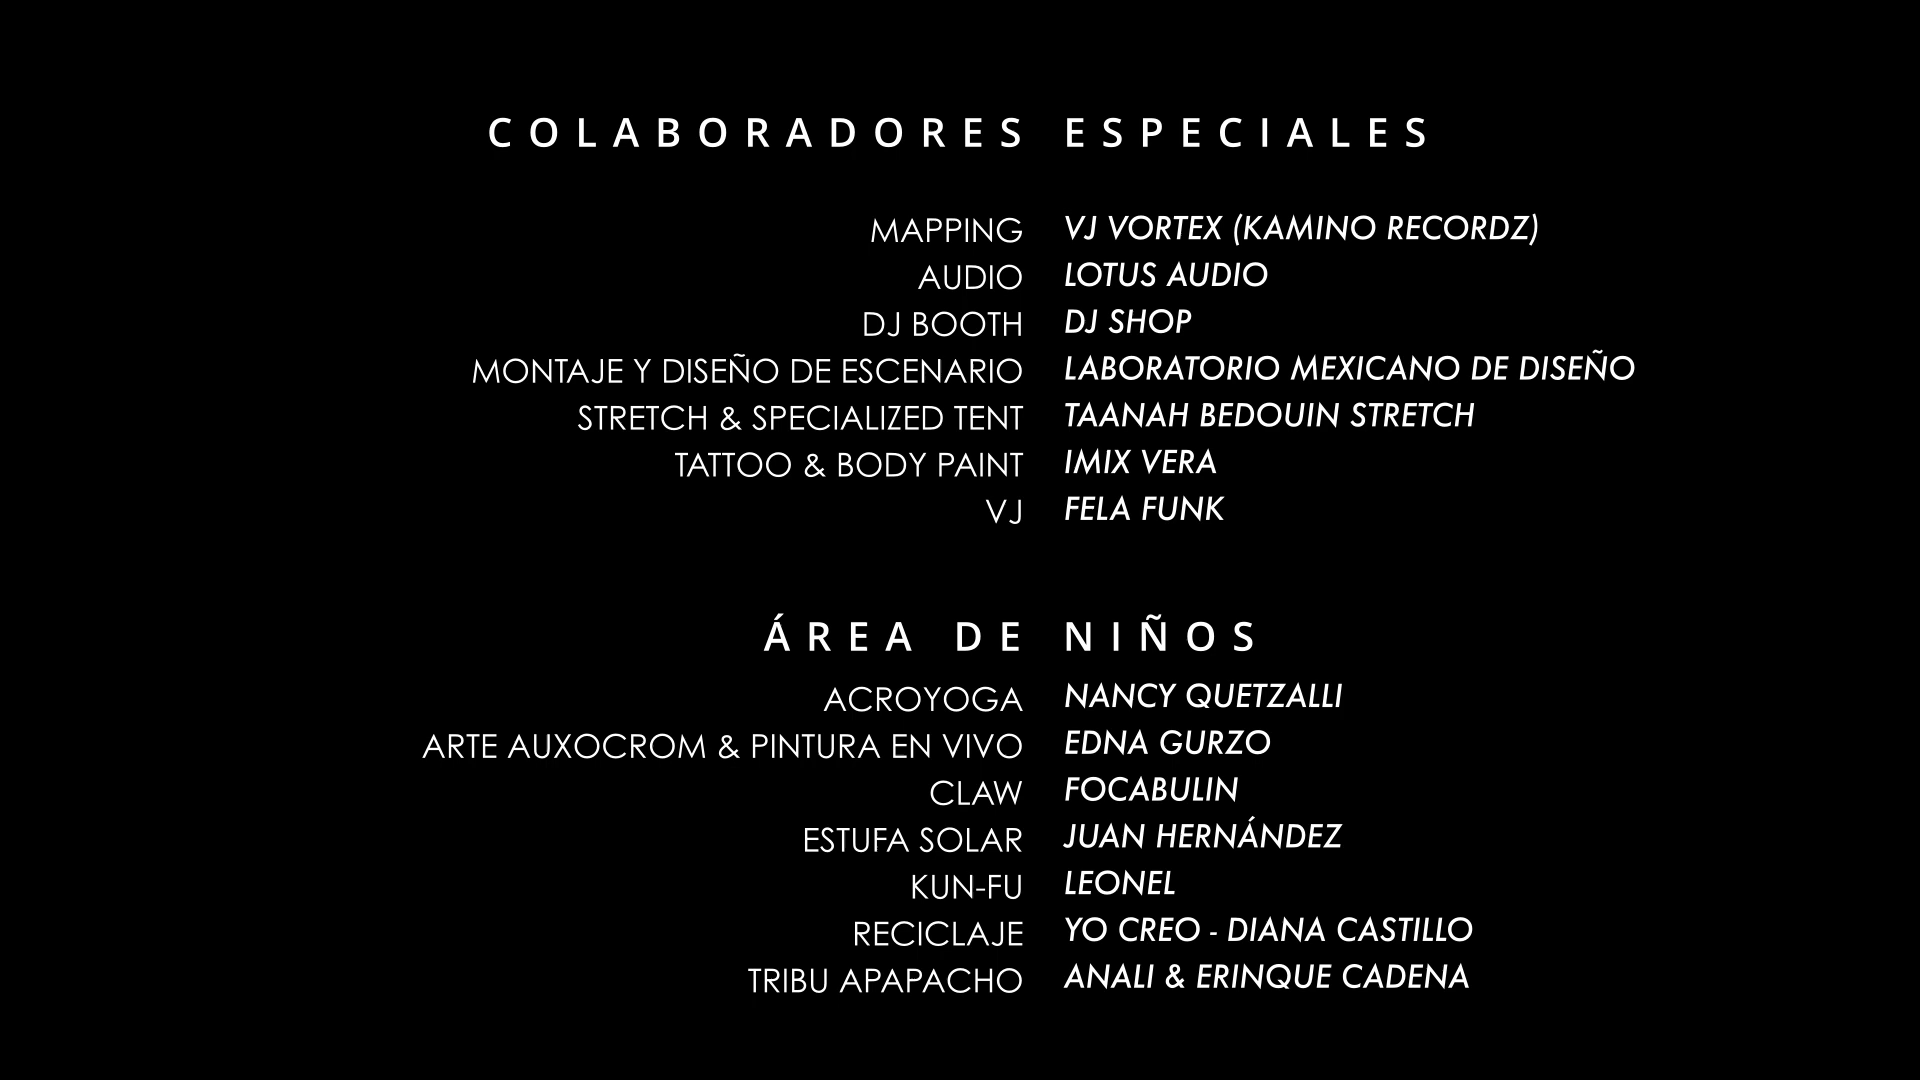 COLABORADORES ESPECIALES
MAPPING VJ VORTEX (KAMINO RECORDZ)
AUDIO LOTUS AUDIO
DJ BOOTH DJ SHOP
MONTAJE Y DISEÑO DE ESCENARIO LABORATORIO MEXICANO DE DISEÑO
STRETCH & SPECIALIZED TENT TAANAH BEDOUIN STRETCH
TATTOO & BODY PAINT IMIX VERA
VJ FELA FUNK
ÁREA DE NIÑOS
ACROYOGA NANCY QUETZALLI
ARTE AUXOCROM & PINTURA EN VIVO EDNA GURZO
CLAW FOCABULIN
ESTUFA SOLAR JUAN HERNÁNDEZ
KUN-FU LEONEL
RECICLAJE YO CREO - DIANA CASTILLO
TRIBU APAPACHO ANALI & ERINQUE CADENA